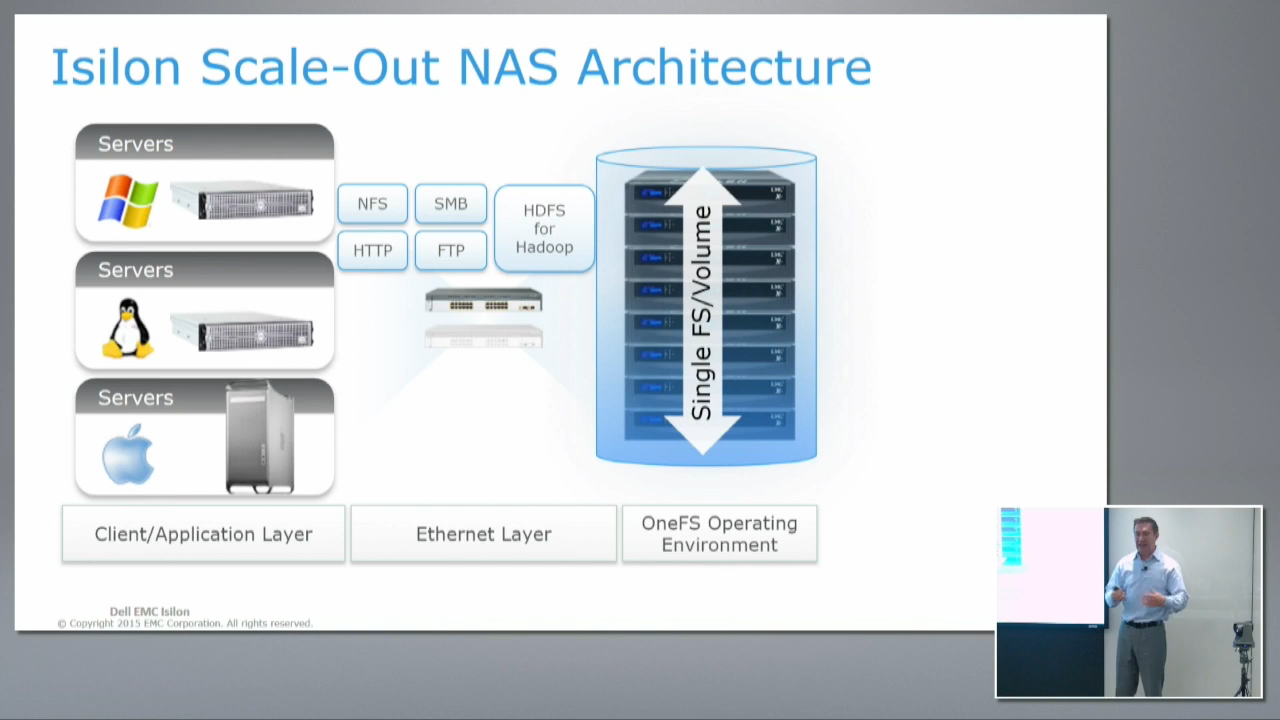 Isilon Scale-Out NAS Architecture
Servers
NFS
SMB
HDFS
for
Hadoop
HTTP
FTP
Servers
Servers
Single FS/Volume
Client/Application Layer
Ethernet Layer
OneFS Operating
Environment
Dell EMC Isilon
© Copyright 2015 EMC Corporation. All rights reserved.